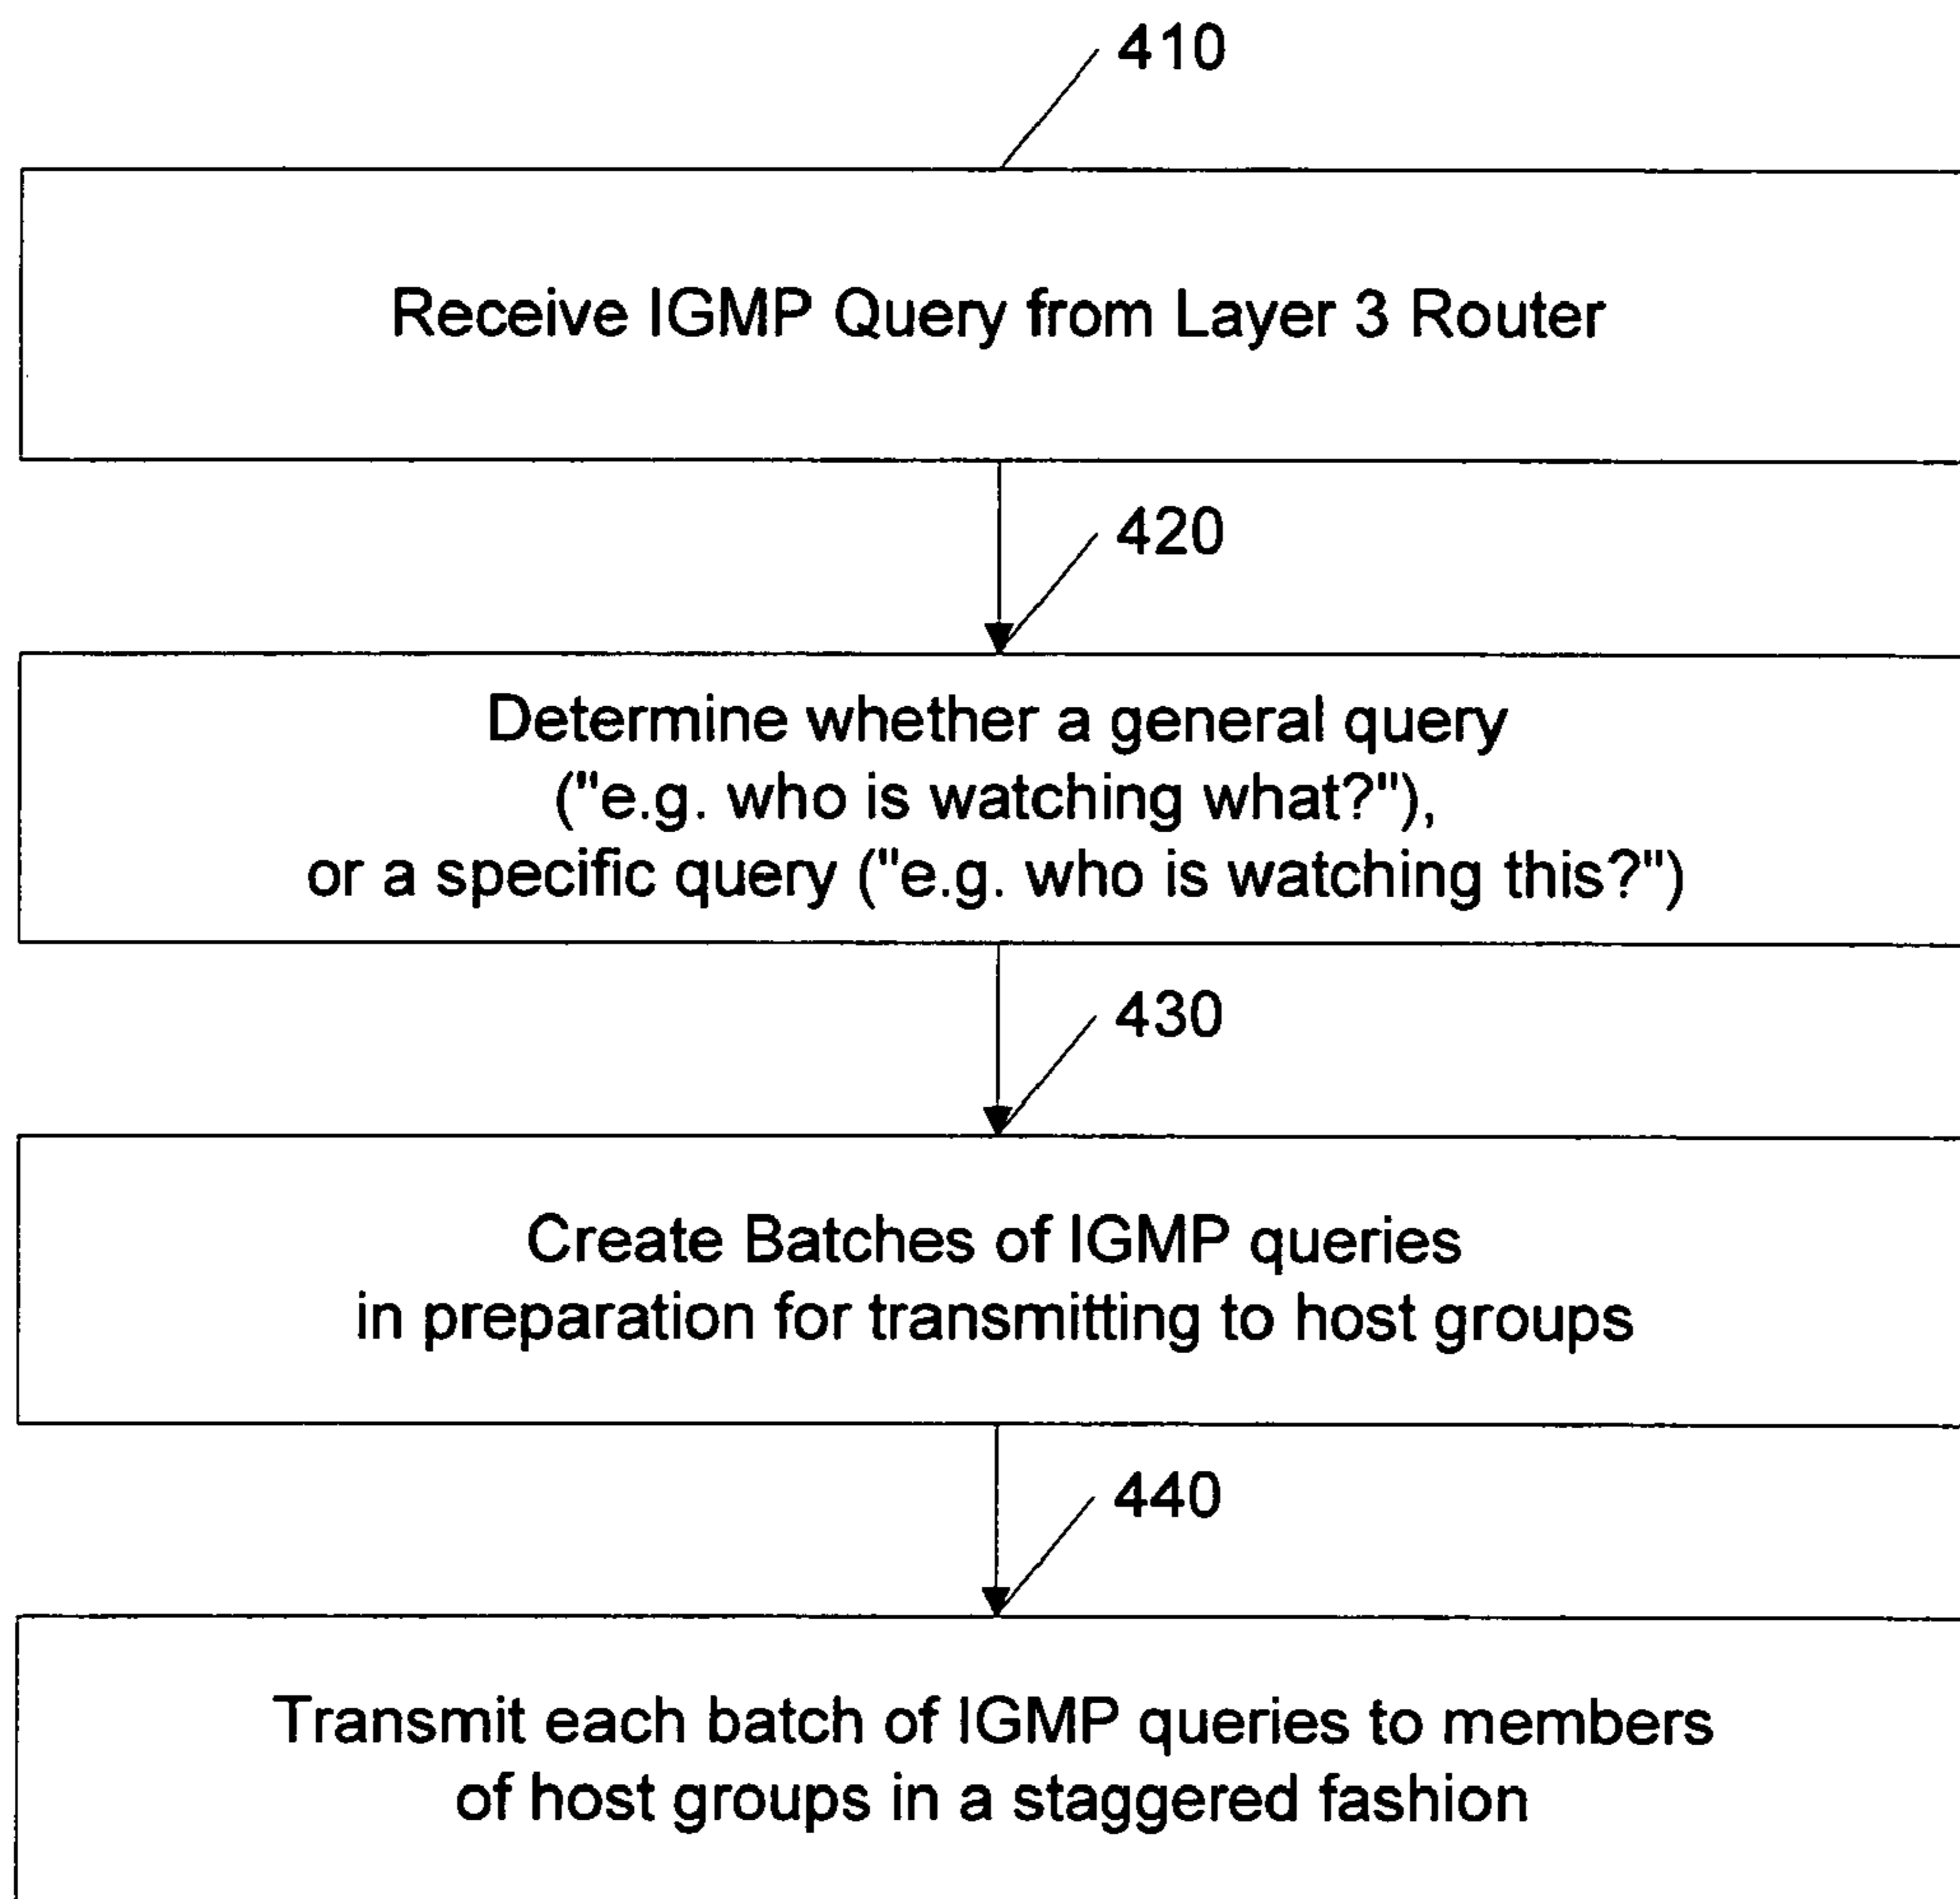 410
Receive IGMP Query from Layer 3 Router
420
Determine whether a general query
("e.g. who is watching what?"),
or a specific query ("e.g. who is watching this?")
430
Create Batches of IGMP queries
in preparation for transmitting to host groups
440
Transmit each batch of IGMP queries to members
of host groups in a staggered fashion